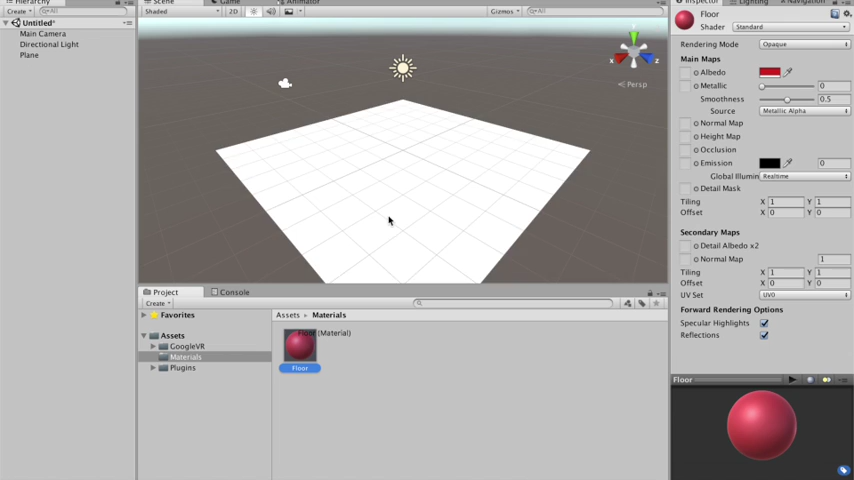 Hierarchy
Create
All
Untitled*
Main Camera
Directional Light
Plane
Scene
Game
Animator
Shaded
2D
Gizmos
All
x
z
Persp
Project
Console
Create
Favorites
Assets
GoogleVR
Materials
Plugins
Assets ▸ Materials
Floor (Material)
Floor
Inspector
Lighting
Navigation
Floor
Shader Standard
Rendering Mode Opaque
Main Maps
Albedo
Metallic 0
Smoothness 0.5
Source Metallic Alpha
Normal Map
Height Map
Occlusion
Emission 0
Global Illumin Realtime
Detail Mask
Tiling X 1 Y 1
Offset X 0 Y 0
Secondary Maps
Detail Albedo x2
Normal Map 1
Tiling X 1 Y 1
Offset X 0 Y 0
UV Set UV0
Forward Rendering Options
Specular Highlights
Reflections
Floor